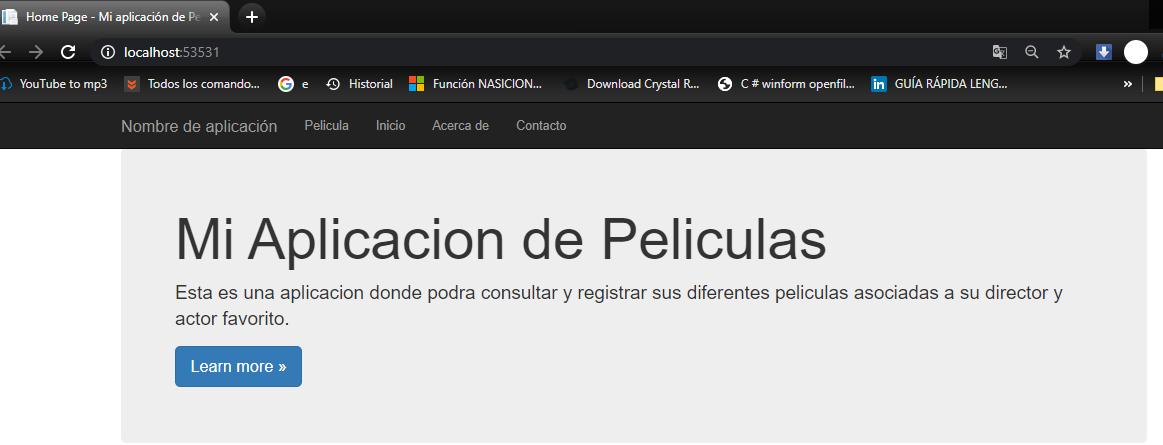 Home Page - Mi aplicación de Pe
localhost:53531
YouTube to mp3 Todos los comando... e Historial Función NASICION... Download Crystal R... C # winform openfil... GUÍA RÁPIDA LENG... »
Nombre de aplicación Pelicula Inicio Acerca de Contacto
Mi Aplicacion de Peliculas
Esta es una aplicacion donde podra consultar y registrar sus diferentes peliculas asociadas a su director y
actor favorito.
Learn more »